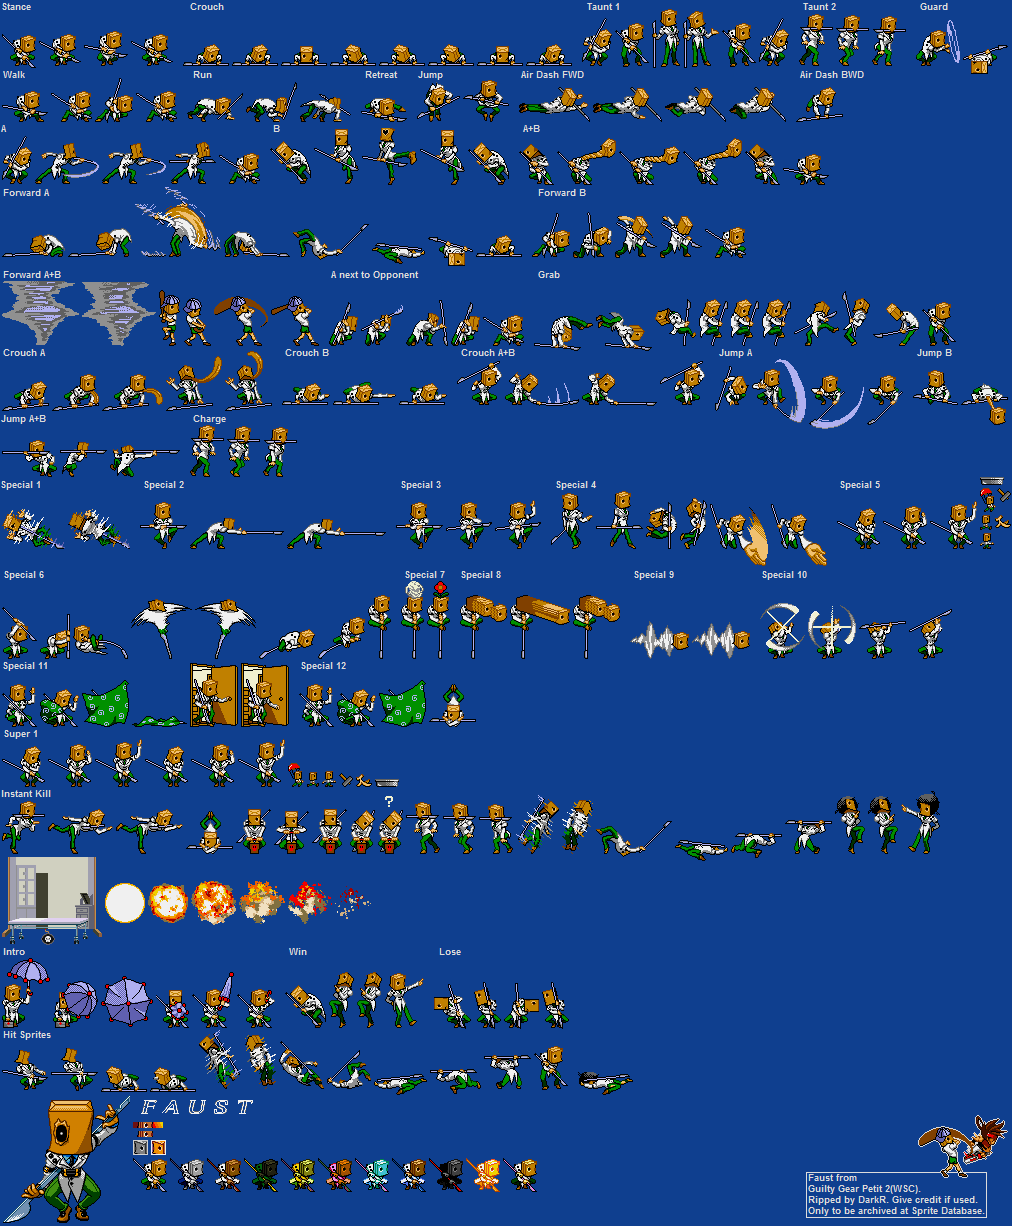 Stance Crouch Taunt 1 Taunt 2 Guard
Walk Run Retreat Jump Air Dash FWD Air Dash BWD
A B A+B
Forward A Forward B
Forward A+B A next to Opponent Grab
Crouch A Crouch B Crouch A+B Jump A Jump B
Jump A+B Charge
Special 1 Special 2 Special 3 Special 4 Special 5
Special 6 Special 7 Special 8 Special 9 Special 10
Special 11 Special 12
Super 1
Instant Kill
?
Intro Win Lose
Hit Sprites
FAUST
Faust from
Guilty Gear Petit 2(WSC).
Ripped by DarkR. Give credit if used.
Only to be archived at Sprite Database.